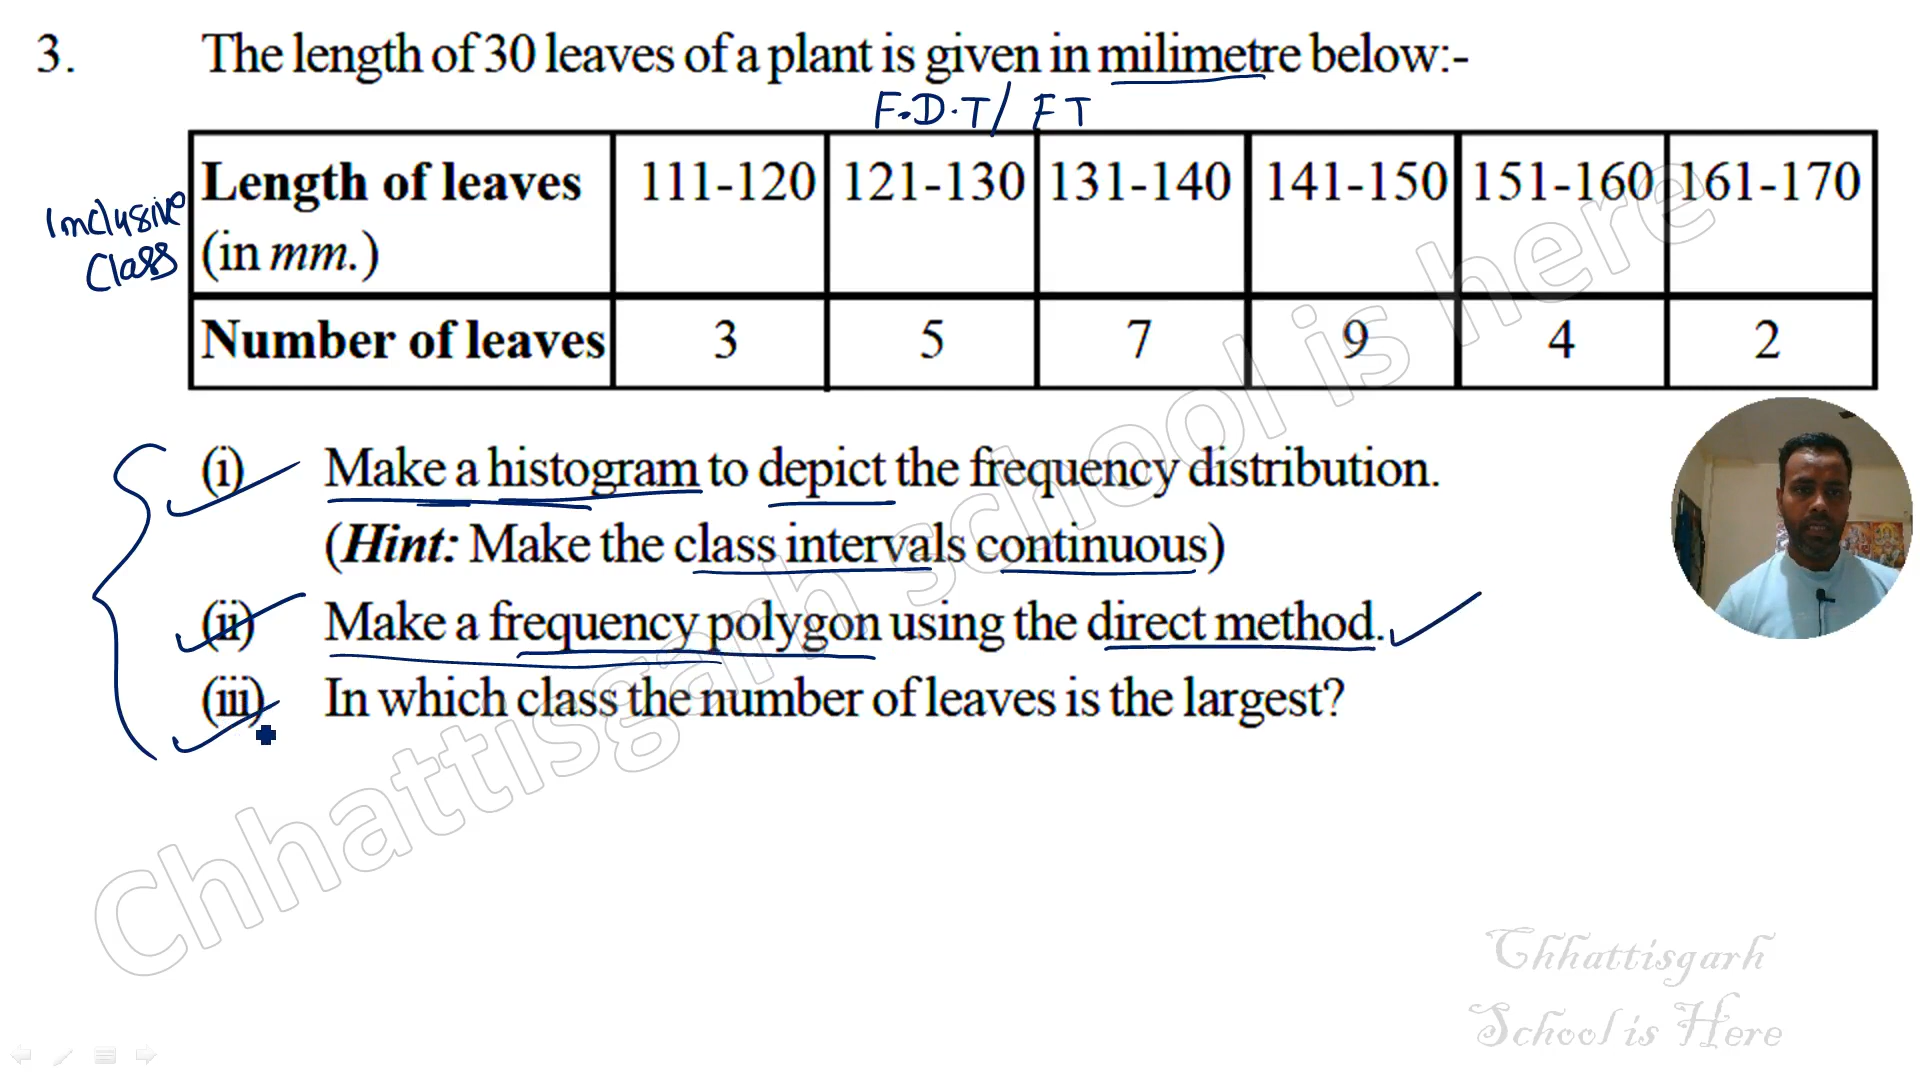 3. The length of 30 leaves of a plant is given in milimetre below:-
F.D.T/ FT
Inclusive
Class
Length of leaves 111-120 121-130 131-140 141-150 151-160 161-170
(in mm.)
Number of leaves 3 5 7 9 4 2
(i) Make a histogram to depict the frequency distribution.
(Hint: Make the class intervals continuous)
(ii) Make a frequency polygon using the direct method.
(iii) In which class the number of leaves is the largest?
Chhattisgarh school is here
Chhattisgarh
School is Here